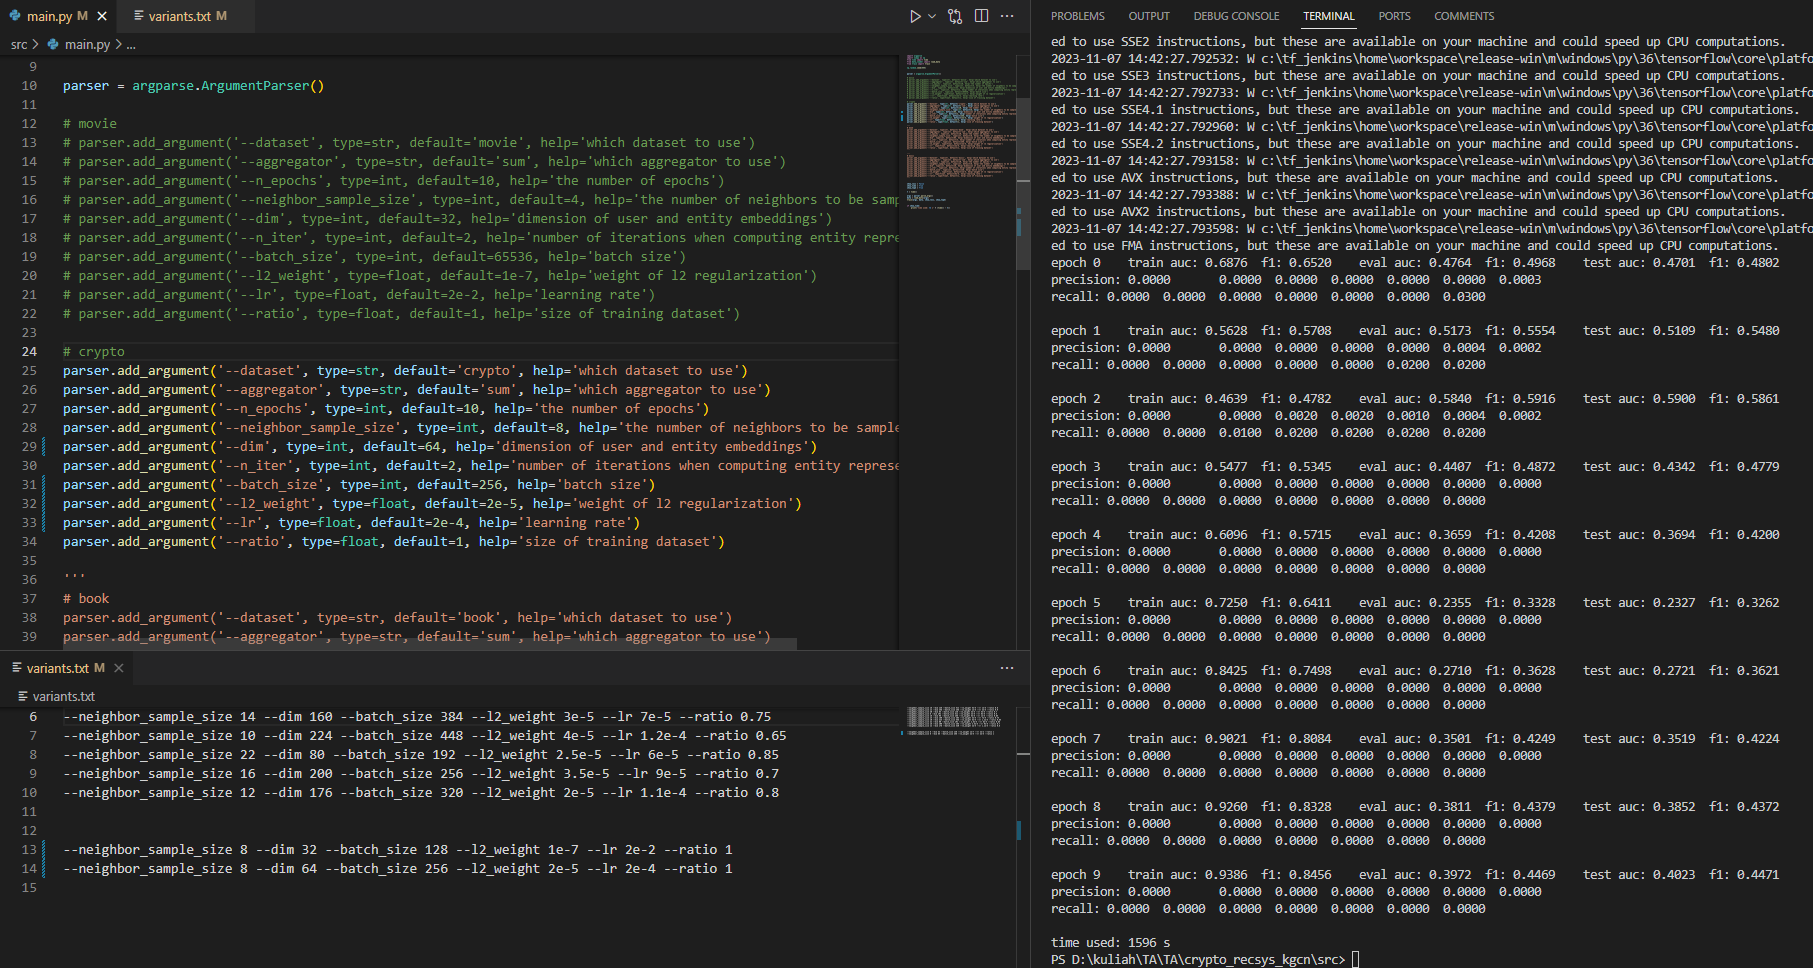 main.py M
variants.txt M
src > main.py > ...
9
10 parser = argparse.ArgumentParser()
11
12 # movie
13 # parser.add_argument('--dataset', type=str, default='movie', help='which dataset to use')
14 # parser.add_argument('--aggregator', type=str, default='sum', help='which aggregator to use')
15 # parser.add_argument('--n_epochs', type=int, default=10, help='the number of epochs')
16 # parser.add_argument('--neighbor_sample_size', type=int, default=4, help='the number of neighbors to be samp
17 # parser.add_argument('--dim', type=int, default=32, help='dimension of user and entity embeddings')
18 # parser.add_argument('--n_iter', type=int, default=2, help='number of iterations when computing entity repre
19 # parser.add_argument('--batch_size', type=int, default=65536, help='batch size')
20 # parser.add_argument('--l2_weight', type=float, default=1e-7, help='weight of l2 regularization')
21 # parser.add_argument('--lr', type=float, default=2e-2, help='learning rate')
22 # parser.add_argument('--ratio', type=float, default=1, help='size of training dataset')
23
24 # crypto
25 parser.add_argument('--dataset', type=str, default='crypto', help='which dataset to use')
26 parser.add_argument('--aggregator', type=str, default='sum', help='which aggregator to use')
27 parser.add_argument('--n_epochs', type=int, default=10, help='the number of epochs')
28 parser.add_argument('--neighbor_sample_size', type=int, default=8, help='the number of neighbors to be sample
29 parser.add_argument('--dim', type=int, default=64, help='dimension of user and entity embeddings')
30 parser.add_argument('--n_iter', type=int, default=2, help='number of iterations when computing entity represe
31 parser.add_argument('--batch_size', type=int, default=256, help='batch size')
32 parser.add_argument('--l2_weight', type=float, default=2e-5, help='weight of l2 regularization')
33 parser.add_argument('--lr', type=float, default=2e-4, help='learning rate')
34 parser.add_argument('--ratio', type=float, default=1, help='size of training dataset')
35
36 '''
37 # book
38 parser.add_argument('--dataset', type=str, default='book', help='which dataset to use')
39 parser.add_argument('--aggregator', type=str, default='sum', help='which aggregator to use')
variants.txt M
variants.txt
6 --neighbor_sample_size 14 --dim 160 --batch_size 384 --l2_weight 3e-5 --lr 7e-5 --ratio 0.75
7 --neighbor_sample_size 10 --dim 224 --batch_size 448 --l2_weight 4e-5 --lr 1.2e-4 --ratio 0.65
8 --neighbor_sample_size 22 --dim 80 --batch_size 192 --l2_weight 2.5e-5 --lr 6e-5 --ratio 0.85
9 --neighbor_sample_size 16 --dim 200 --batch_size 256 --l2_weight 3.5e-5 --lr 9e-5 --ratio 0.7
10 --neighbor_sample_size 12 --dim 176 --batch_size 320 --l2_weight 2e-5 --lr 1.1e-4 --ratio 0.8
11
12
13 --neighbor_sample_size 8 --dim 32 --batch_size 128 --l2_weight 1e-7 --lr 2e-2 --ratio 1
14 --neighbor_sample_size 8 --dim 64 --batch_size 256 --l2_weight 2e-5 --lr 2e-4 --ratio 1
15
PROBLEMS OUTPUT DEBUG CONSOLE TERMINAL PORTS COMMENTS
ed to use SSE2 instructions, but these are available on your machine and could speed up CPU computations.
2023-11-07 14:42:27.792532: W c:\tf_jenkins\home\workspace\release-win\m\windows\py\36\tensorflow\core\platfo
ed to use SSE3 instructions, but these are available on your machine and could speed up CPU computations.
2023-11-07 14:42:27.792733: W c:\tf_jenkins\home\workspace\release-win\m\windows\py\36\tensorflow\core\platfo
ed to use SSE4.1 instructions, but these are available on your machine and could speed up CPU computations.
2023-11-07 14:42:27.792960: W c:\tf_jenkins\home\workspace\release-win\m\windows\py\36\tensorflow\core\platfo
ed to use SSE4.2 instructions, but these are available on your machine and could speed up CPU computations.
2023-11-07 14:42:27.793158: W c:\tf_jenkins\home\workspace\release-win\m\windows\py\36\tensorflow\core\platfo
ed to use AVX instructions, but these are available on your machine and could speed up CPU computations.
2023-11-07 14:42:27.793388: W c:\tf_jenkins\home\workspace\release-win\m\windows\py\36\tensorflow\core\platfo
ed to use AVX2 instructions, but these are available on your machine and could speed up CPU computations.
2023-11-07 14:42:27.793598: W c:\tf_jenkins\home\workspace\release-win\m\windows\py\36\tensorflow\core\platfo
ed to use FMA instructions, but these are available on your machine and could speed up CPU computations.
epoch 0 train auc: 0.6876 f1: 0.6520 eval auc: 0.4764 f1: 0.4968 test auc: 0.4701 f1: 0.4802
precision: 0.0000 0.0000 0.0000 0.0000 0.0000 0.0000 0.0003
recall: 0.0000 0.0000 0.0000 0.0000 0.0000 0.0000 0.0300
epoch 1 train auc: 0.5628 f1: 0.5708 eval auc: 0.5173 f1: 0.5554 test auc: 0.5109 f1: 0.5480
precision: 0.0000 0.0000 0.0000 0.0000 0.0000 0.0004 0.0002
recall: 0.0000 0.0000 0.0000 0.0000 0.0000 0.0200 0.0200
epoch 2 train auc: 0.4639 f1: 0.4782 eval auc: 0.5840 f1: 0.5916 test auc: 0.5900 f1: 0.5861
precision: 0.0000 0.0000 0.0020 0.0020 0.0010 0.0004 0.0002
recall: 0.0000 0.0000 0.0100 0.0200 0.0200 0.0200 0.0200
epoch 3 train auc: 0.5477 f1: 0.5345 eval auc: 0.4407 f1: 0.4872 test auc: 0.4342 f1: 0.4779
precision: 0.0000 0.0000 0.0000 0.0000 0.0000 0.0000 0.0000
recall: 0.0000 0.0000 0.0000 0.0000 0.0000 0.0000 0.0000
epoch 4 train auc: 0.6096 f1: 0.5715 eval auc: 0.3659 f1: 0.4208 test auc: 0.3694 f1: 0.4200
precision: 0.0000 0.0000 0.0000 0.0000 0.0000 0.0000 0.0000
recall: 0.0000 0.0000 0.0000 0.0000 0.0000 0.0000 0.0000
epoch 5 train auc: 0.7250 f1: 0.6411 eval auc: 0.2355 f1: 0.3328 test auc: 0.2327 f1: 0.3262
precision: 0.0000 0.0000 0.0000 0.0000 0.0000 0.0000 0.0000
recall: 0.0000 0.0000 0.0000 0.0000 0.0000 0.0000 0.0000
epoch 6 train auc: 0.8425 f1: 0.7498 eval auc: 0.2710 f1: 0.3628 test auc: 0.2721 f1: 0.3621
precision: 0.0000 0.0000 0.0000 0.0000 0.0000 0.0000 0.0000
recall: 0.0000 0.0000 0.0000 0.0000 0.0000 0.0000 0.0000
epoch 7 train auc: 0.9021 f1: 0.8084 eval auc: 0.3501 f1: 0.4249 test auc: 0.3519 f1: 0.4224
precision: 0.0000 0.0000 0.0000 0.0000 0.0000 0.0000 0.0000
recall: 0.0000 0.0000 0.0000 0.0000 0.0000 0.0000 0.0000
epoch 8 train auc: 0.9260 f1: 0.8328 eval auc: 0.3811 f1: 0.4379 test auc: 0.3852 f1: 0.4372
precision: 0.0000 0.0000 0.0000 0.0000 0.0000 0.0000 0.0000
recall: 0.0000 0.0000 0.0000 0.0000 0.0000 0.0000 0.0000
epoch 9 train auc: 0.9386 f1: 0.8456 eval auc: 0.3972 f1: 0.4469 test auc: 0.4023 f1: 0.4471
precision: 0.0000 0.0000 0.0000 0.0000 0.0000 0.0000 0.0000
recall: 0.0000 0.0000 0.0000 0.0000 0.0000 0.0000 0.0000
time used: 1596 s
PS D:\kuliah\TA\TA\crypto_recsys_kgcn\src>